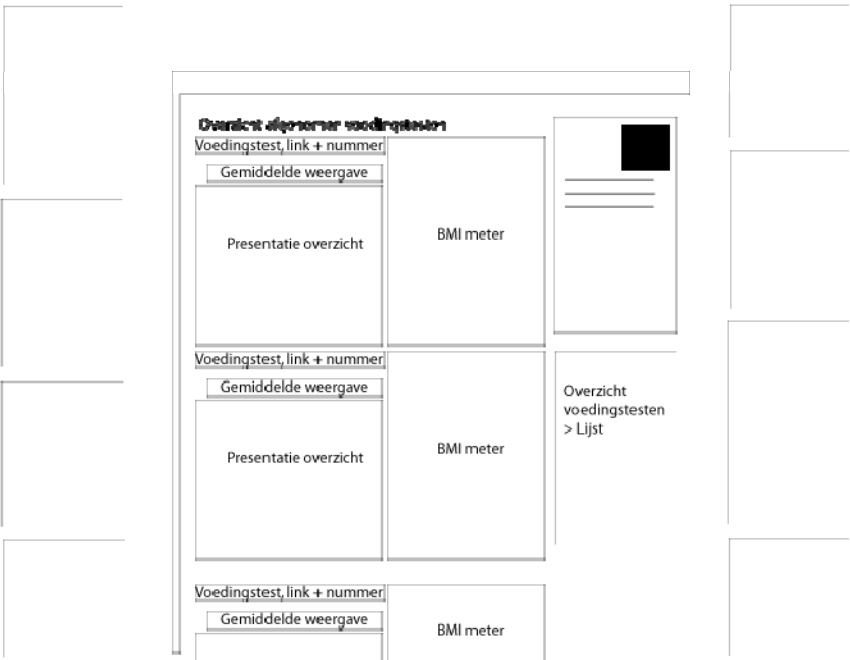 Overzicht afgenomen voedingstesten
Voedingstest, link + nummer
Gemiddelde weergave
Presentatie overzicht
BMI meter
Voedingstest, link + nummer
Gemiddelde weergave
Presentatie overzicht
BMI meter
Overzicht
voedingstesten
> Lijst
Voedingstest, link + nummer
Gemiddelde weergave
BMI meter